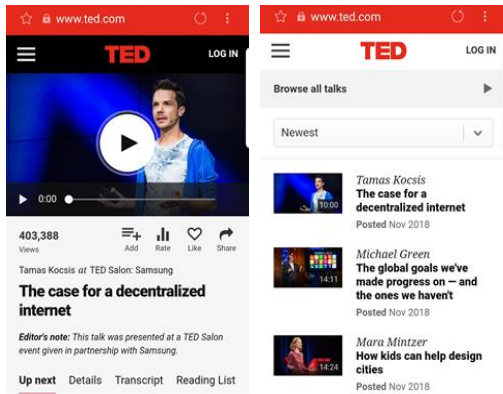 www.ted.com
TED
LOG IN
0:00
403,388
Views
Add
Rate
Like
Share
Tamas Kocsis at TED Salon: Samsung
The case for a decentralized
internet
Editor's note: This talk was presented at a TED Salon
event given in partnership with Samsung.
Up next
Details
Transcript
Reading List
www.ted.com
TED
LOG IN
Browse all talks
Newest
10:00
Tamas Kocsis
The case for a
decentralized internet
Posted Nov 2018
14:11
Michael Green
The global goals we've
made progress on — and
the ones we haven't
Posted Nov 2018
14:24
Mara Mintzer
How kids can help design
cities
Posted Nov 2018